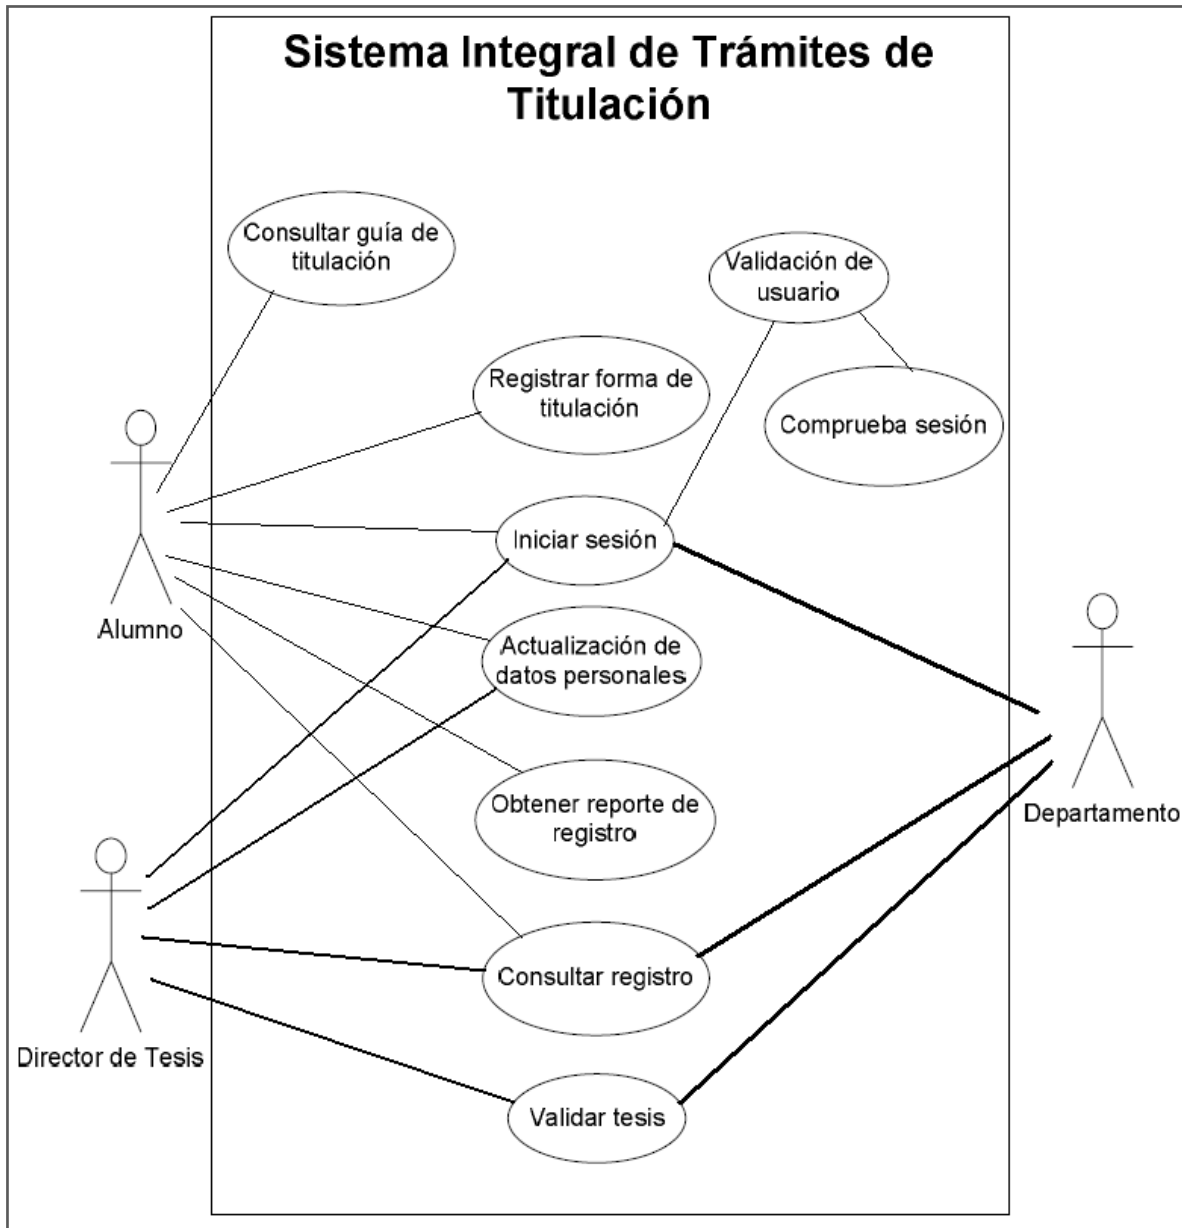 Sistema Integral de Trámites de
Titulación
Consultar guía de
titulación
Validación de
usuario
Registrar forma de
titulación
Comprueba sesión
Iniciar sesión
Alumno
Actualización de
datos personales
Obtener reporte de
registro
Departamento
Consultar registro
Director de Tesis
Validar tesis